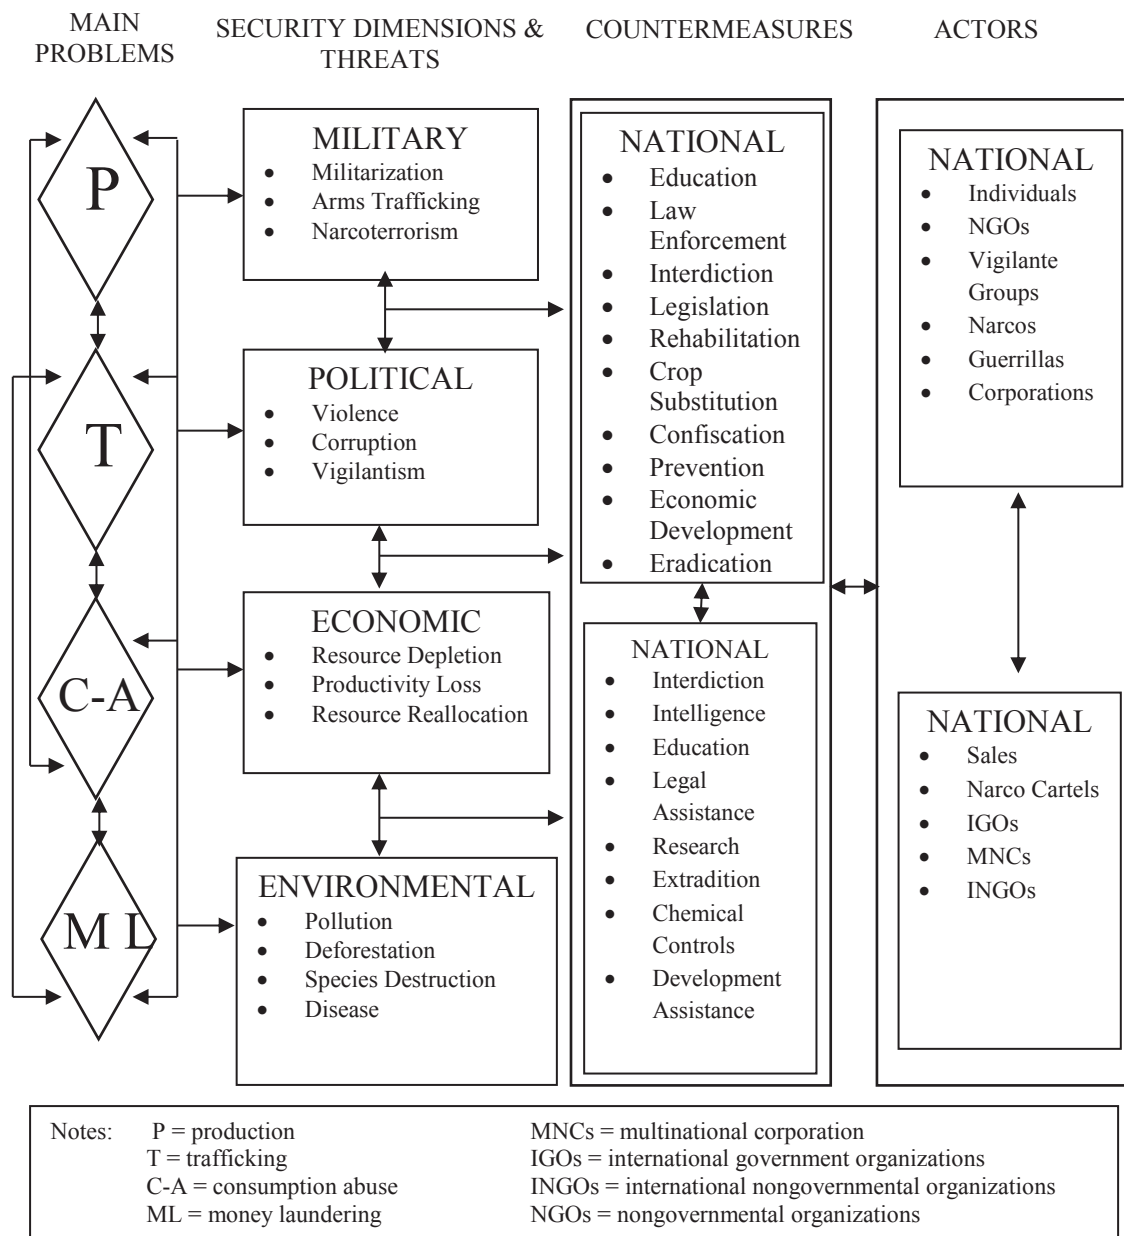 MAIN
PROBLEMS
SECURITY DIMENSIONS &
THREATS
COUNTERMEASURES
ACTORS
P
T
C-A
M L
MILITARY
• Militarization
• Arms Trafficking
• Narcoterrorism
POLITICAL
• Violence
• Corruption
• Vigilantism
ECONOMIC
• Resource Depletion
• Productivity Loss
• Resource Reallocation
ENVIRONMENTAL
• Pollution
• Deforestation
• Species Destruction
• Disease
NATIONAL
• Education
• Law
Enforcement
• Interdiction
• Legislation
• Rehabilitation
• Crop
Substitution
• Confiscation
• Prevention
• Economic
Development
• Eradication
NATIONAL
• Interdiction
• Intelligence
• Education
• Legal
Assistance
• Research
• Extradition
• Chemical
Controls
• Development
Assistance
NATIONAL
• Individuals
• NGOs
• Vigilante
Groups
• Narcos
• Guerrillas
• Corporations
NATIONAL
• Sales
• Narco Cartels
• IGOs
• MNCs
• INGOs
Notes: P = production
T = trafficking
C-A = consumption abuse
ML = money laundering
MNCs = multinational corporation
IGOs = international government organizations
INGOs = international nongovernmental organizations
NGOs = nongovernmental organizations